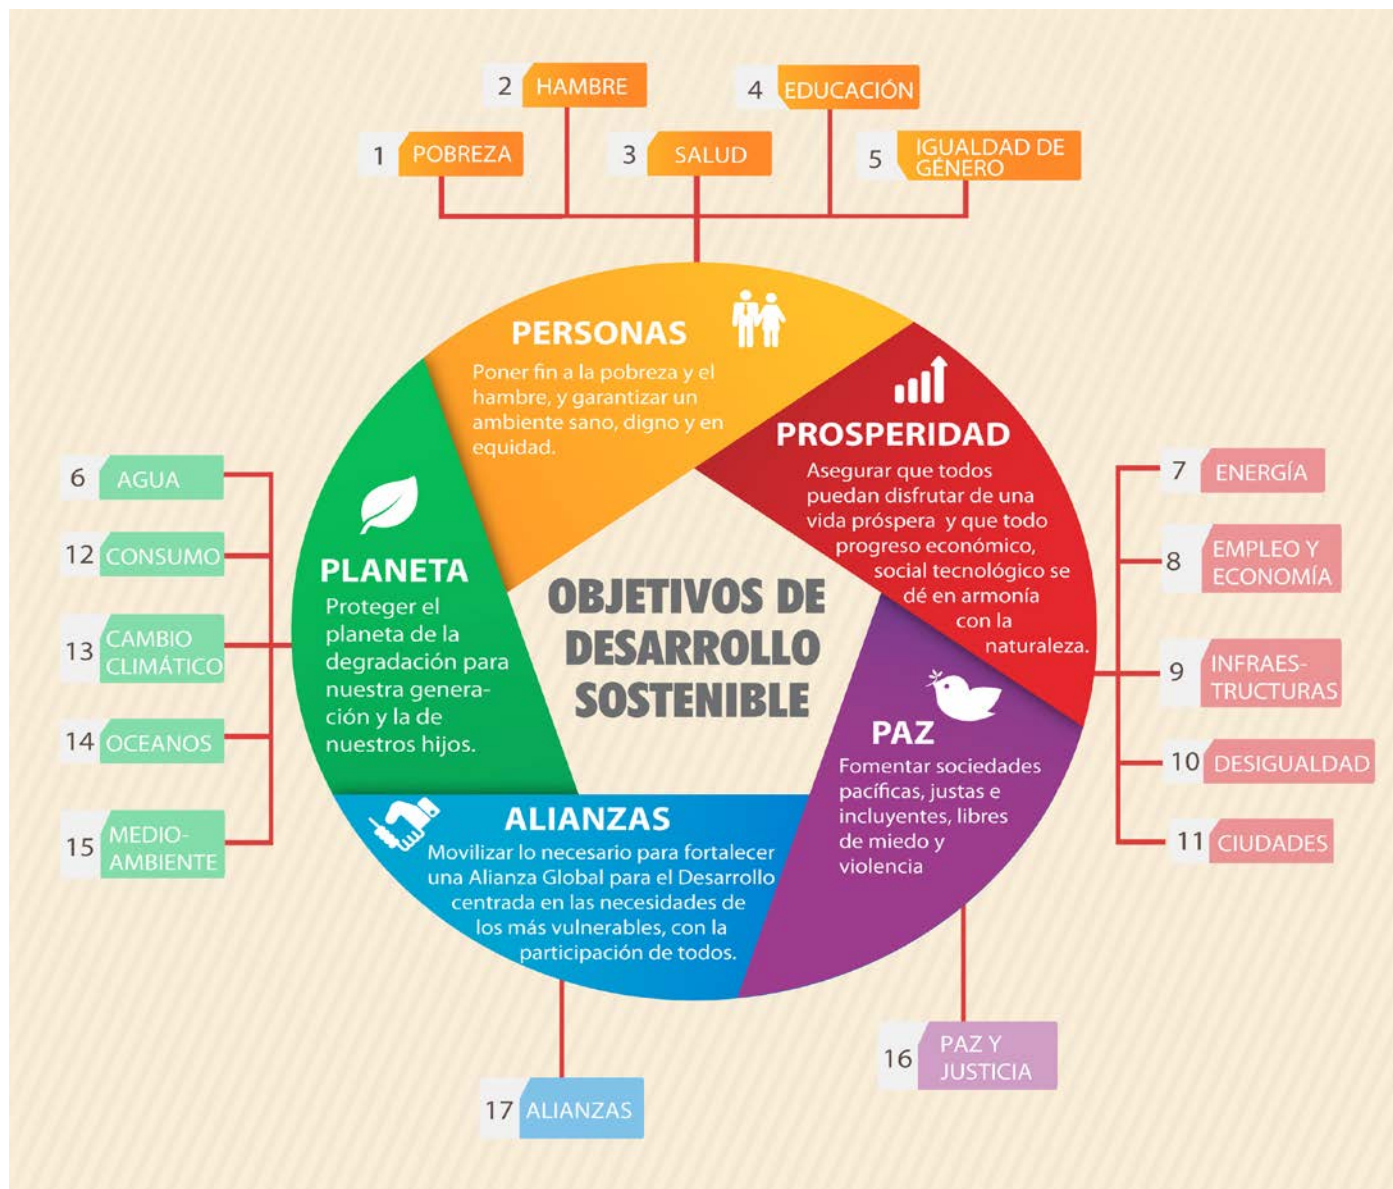 2 HAMBRE
4 EDUCACIÓN
1 POBREZA
3 SALUD
5 IGUALDAD DE
GÉNERO
PERSONAS
Poner fin a la pobreza y el
hambre, y garantizar un
ambiente sano, digno y en
equidad.
PROSPERIDAD
Asegurar que todos
puedan disfrutar de una
vida próspera y que todo
progreso económico,
social tecnológico se
dé en armonía
con la
naturaleza.
6 AGUA
12 CONSUMO
13 CAMBIO
CLIMÁTICO
14 OCEANOS
15 MEDIO-
AMBIENTE
PLANETA
Proteger el
planeta de la
degradación para
nuestra genera-
ción y la de
nuestros hijos.
OBJETIVOS DE
DESARROLLO
SOSTENIBLE
7 ENERGÍA
8 EMPLEO Y
ECONOMÍA
9 INFRAES-
TRUCTURAS
10 DESIGUALDAD
11 CIUDADES
PAZ
Fomentar sociedades
pacíficas, justas e
incluyentes, libres
de miedo y
violencia
ALIANZAS
Movilizar lo necesario para fortalecer
una Alianza Global para el Desarrollo
centrada en las necesidades de
los más vulnerables, con la
participación de todos.
16 PAZ Y
JUSTICIA
17 ALIANZAS